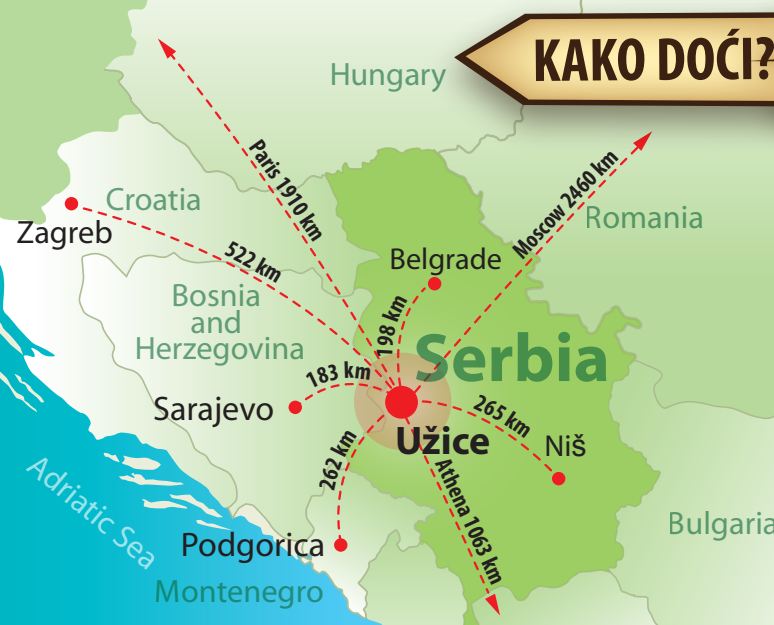 KAKO DOĆI?
Hungary
Paris 1910 km
Moscow 2460 km
Croatia
Romania
Zagreb
522 km
Belgrade
Bosnia
and
Herzegovina
198 km
Serbia
183 km
Sarajevo
265 km
Užice
Niš
262 km
Athena 1063 km
Adriatic Sea
Bulgaria
Podgorica
Montenegro